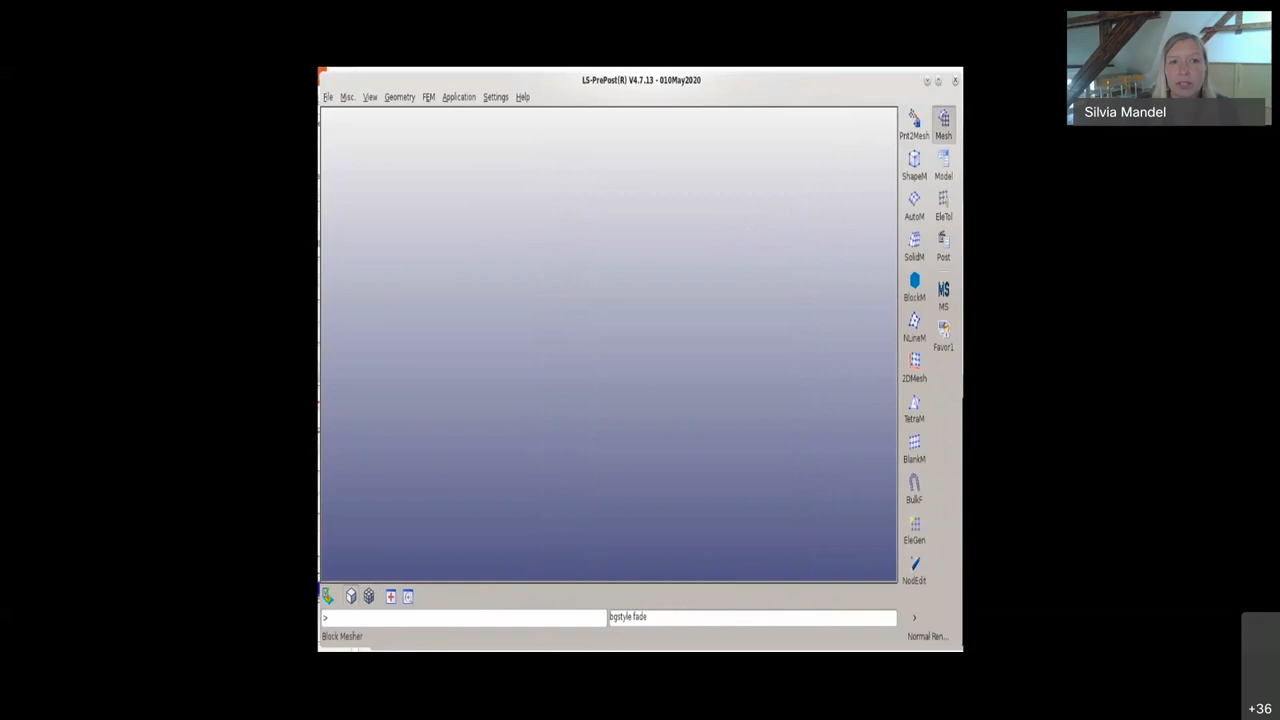 LS-PrePost(R) V4.7.13 - 010May2020
File Misc. View Geometry FEM Application Settings Help
Silvia Mandel
Pnt2Mesh Mesh
ShapeM Model
AutoM EleTol
SolidM Post
BlockM MS
MS
NLineM Favor1
2DMesh
TetraM
BlankM
BulkF
EleGen
NodEdit
> bgstyle fade >
Block Mesher Normal Ren...
+36